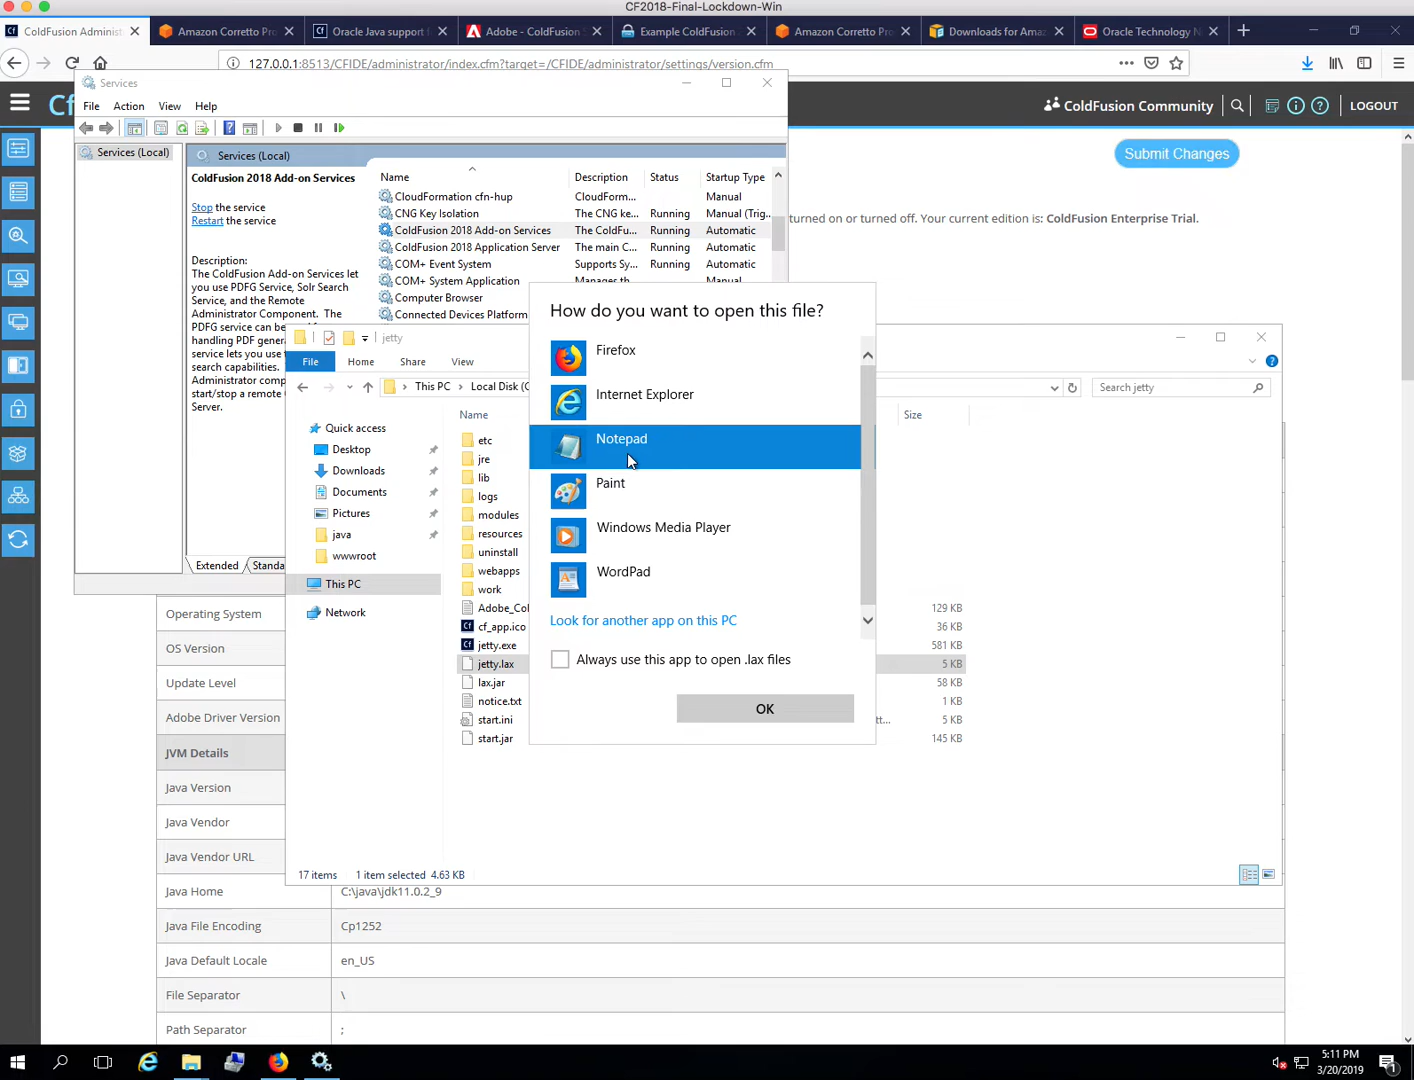 CF2018-Final-Lockdown-Win
ColdFusion Administ
Amazon Corretto Pro
Oracle Java support f
Adobe - ColdFusion S
Example ColdFusion
Amazon Corretto Pro
Downloads for Amaz
Oracle Technology N
127.0.0.1:8513/CFIDE/administrator/index.cfm?target=/CFIDE/administrator/settings/version.cfm
Cf
ColdFusion Community
LOGOUT
Submit Changes
turned on or turned off. Your current edition is: ColdFusion Enterprise Trial.
Services
File Action View Help
Services (Local)
Services (Local)
ColdFusion 2018 Add-on Services
Stop the service
Restart the service
Description:
The ColdFusion Add-on Services let
you use PDFG Service, Solr Search
Service, and the Remote
Administrator Component. The
PDFG service can be
handling PDF gener
service lets you use
search capabilities.
Administrator comp
start/stop a remote
Server.
Name Description Status Startup Type
CloudFormation cfn-hup CloudForm... Manual
CNG Key Isolation The CNG ke... Running Manual (Trig...
ColdFusion 2018 Add-on Services The ColdFu... Running Automatic
ColdFusion 2018 Application Server The main C... Running Automatic
COM+ Event System Supports Sy... Running Automatic
COM+ System Application Manages th Manual
Computer Browser
Connected Devices Platform
Extended Standa
jetty
File Home Share View
This PC Local Disk (C
Search jetty
Quick access
Desktop
Downloads
Documents
Pictures
java
wwwroot
This PC
Network
Name
Size
etc
jre
lib
logs
modules
resources
uninstall
webapps
work
Adobe_Col
129 KB
cf_app.ico
36 KB
jetty.exe
581 KB
jetty.lax
5 KB
lax.jar
58 KB
notice.txt
1 KB
start.ini
tt...
5 KB
start.jar
145 KB
17 items 1 item selected 4.63 KB
How do you want to open this file?
Firefox
Internet Explorer
Notepad
Paint
Windows Media Player
WordPad
Look for another app on this PC
Always use this app to open .lax files
OK
Operating System
OS Version
Update Level
Adobe Driver Version
JVM Details
Java Version
Java Vendor
Java Vendor URL
Java Home C:\java\jdk11.0.2_9
Java File Encoding Cp1252
Java Default Locale en_US
File Separator \
Path Separator ;
5:11 PM
3/20/2019
1